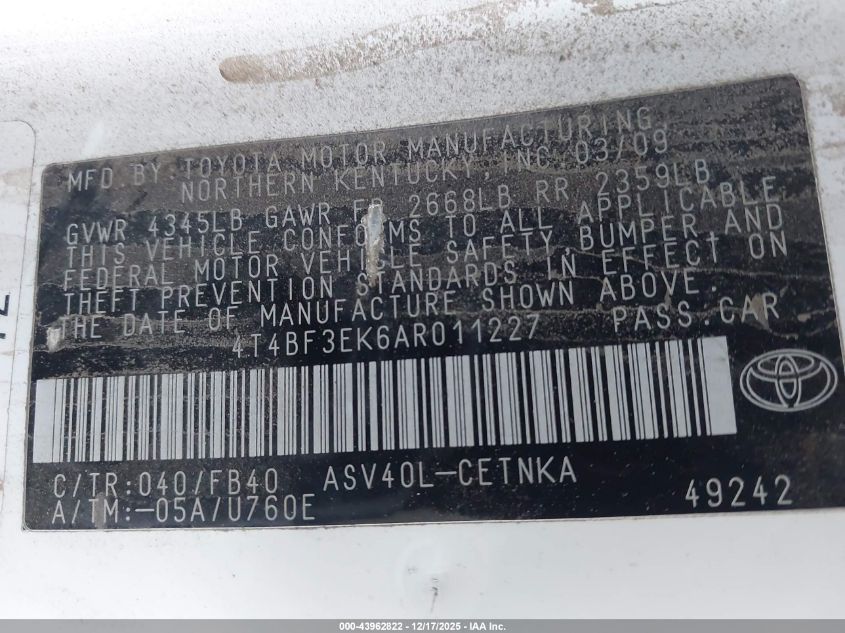 MFD.BY:TOYOTA MOTOR MANUFACTURING,
NORTHERN KENTUCKY, INC. 03/09
GVWR 4345LB GAWR 2668LB RR 2359LB
THIS VEHICLE CONFORMS TO ALL APPLICABLE
FEDERAL MOTOR VEHICLE SAFETY,BUMPER,AND
THEFT PREVENTION STANDARDS IN EFFECT ON
THE DATE OF MANUFACTURE SHOWN ABOVE.
4T4BF3EK6AR011227 PASS.CAR
C/TR:040/FB40 ASV40L-CETNKA
A/TM:-05A/U760E 49242
000-43962822 - 12/17/2025 - IAA Inc.